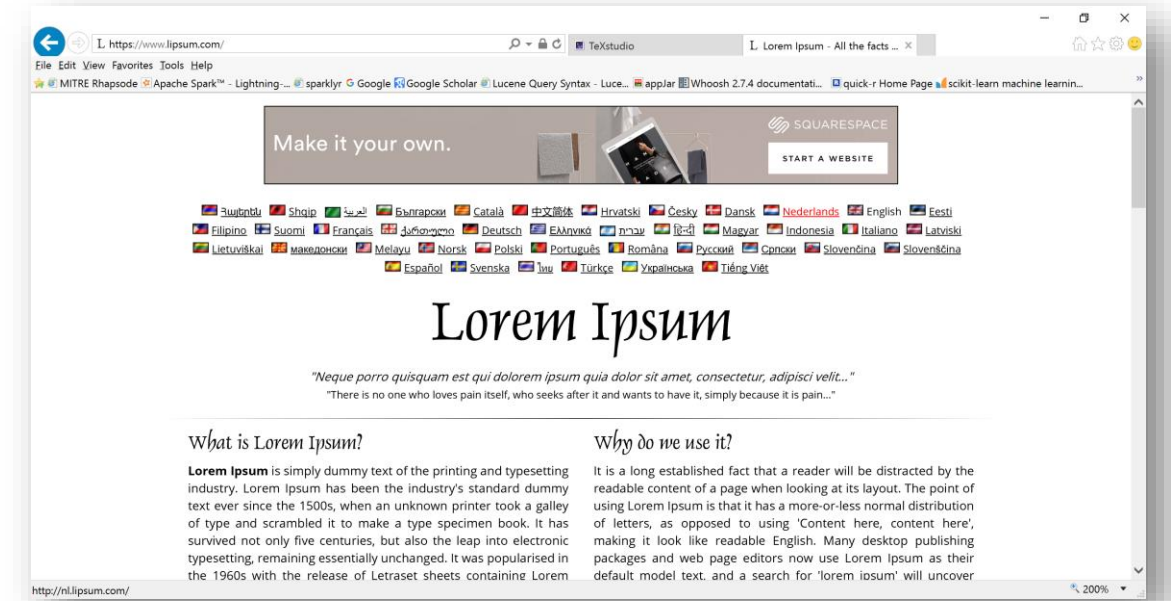 https://www.lipsum.com/
TeXstudio
Lorem Ipsum - All the facts ...
File Edit View Favorites Tools Help
MITRE Rhapsode Apache Spark™ - Lightning-... sparklyr Google Google Scholar Lucene Query Syntax - Luce... appJar Whoosh 2.7.4 documentati... quick-r Home Page scikit-learn machine learnin...
Make it your own.
SQUARESPACE
START A WEBSITE
Հայերեն Shqip العربية Български Català 中文简体 Hrvatski Česky Dansk Nederlands English Eesti
Filipino Suomi Français ქართული Deutsch Ελληνικά עברית हिन्दी Magyar Indonesia Italiano Latviski
Lietuviškai македонски Melayu Norsk Polski Português Româna Pyccкий Српски Slovenčina Slovenščina
Español Svenska ไทย Türkçe Українська Tiếng Việt
Lorem Ipsum
"Neque porro quisquam est qui dolorem ipsum quia dolor sit amet, consectetur, adipisci velit..."
"There is no one who loves pain itself, who seeks after it and wants to have it, simply because it is pain..."
What is Lorem Ipsum?
Lorem Ipsum is simply dummy text of the printing and typesetting
industry. Lorem Ipsum has been the industry's standard dummy
text ever since the 1500s, when an unknown printer took a galley
of type and scrambled it to make a type specimen book. It has
survived not only five centuries, but also the leap into electronic
typesetting, remaining essentially unchanged. It was popularised in
the 1960s with the release of Letraset sheets containing Lorem
Why do we use it?
It is a long established fact that a reader will be distracted by the
readable content of a page when looking at its layout. The point of
using Lorem Ipsum is that it has a more-or-less normal distribution
of letters, as opposed to using 'Content here, content here',
making it look like readable English. Many desktop publishing
packages and web page editors now use Lorem Ipsum as their
default model text, and a search for 'lorem ipsum' will uncover
http://nl.lipsum.com/
200%